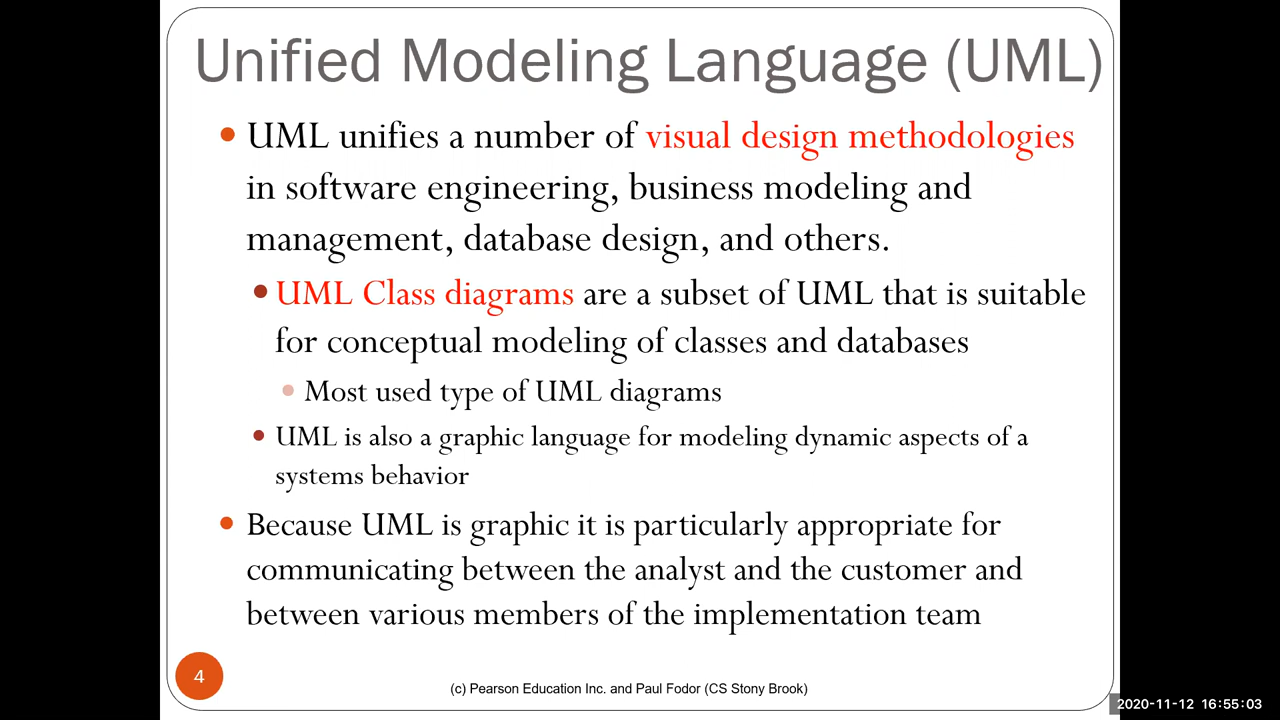 Unified Modeling Language (UML)
UML unifies a number of visual design methodologies
in software engineering, business modeling and
management, database design, and others.
UML Class diagrams are a subset of UML that is suitable
for conceptual modeling of classes and databases
Most used type of UML diagrams
UML is also a graphic language for modeling dynamic aspects of a
systems behavior
Because UML is graphic it is particularly appropriate for
communicating between the analyst and the customer and
between various members of the implementation team
4
(c) Pearson Education Inc. and Paul Fodor (CS Stony Brook)
2020-11-12 16:55:03